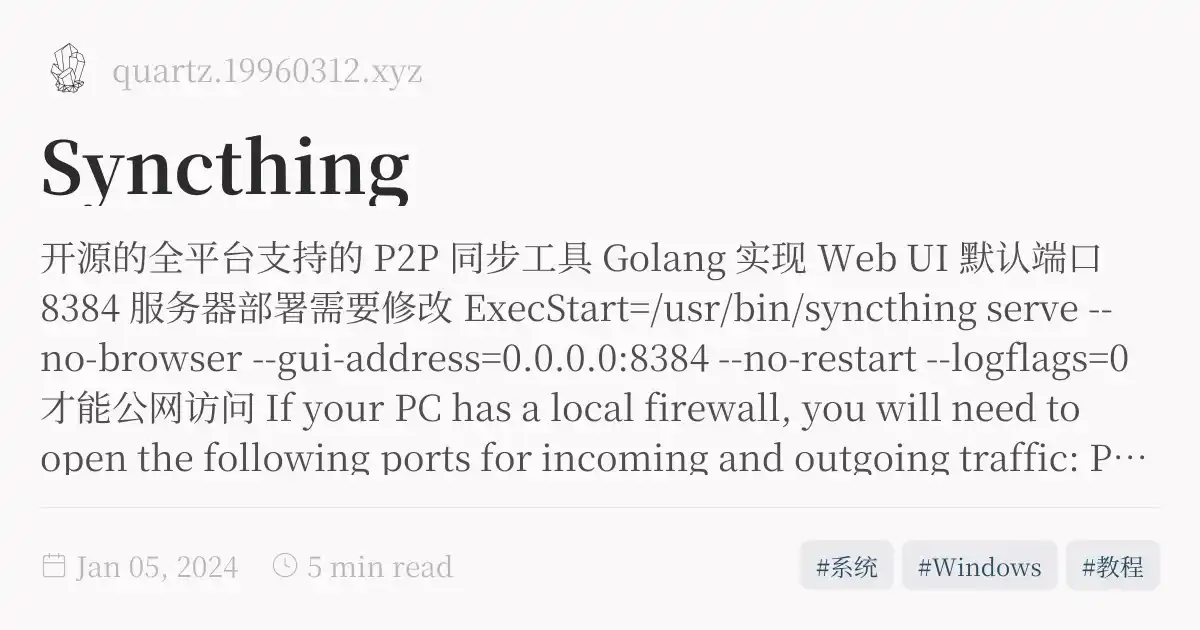 quartz.19960312.xyz
Syncthing
开源的全平台支持的 P2P 同步工具 Golang 实现 Web UI 默认端口
8384 服务器部署需要修改 ExecStart=/usr/bin/syncthing serve --
no-browser --gui-address=0.0.0.0:8384 --no-restart --logflags=0
才能公网访问 If your PC has a local firewall, you will need to
open the following ports for incoming and outgoing traffic: P…
Jan 05, 2024 5 min read #系统 #Windows #教程